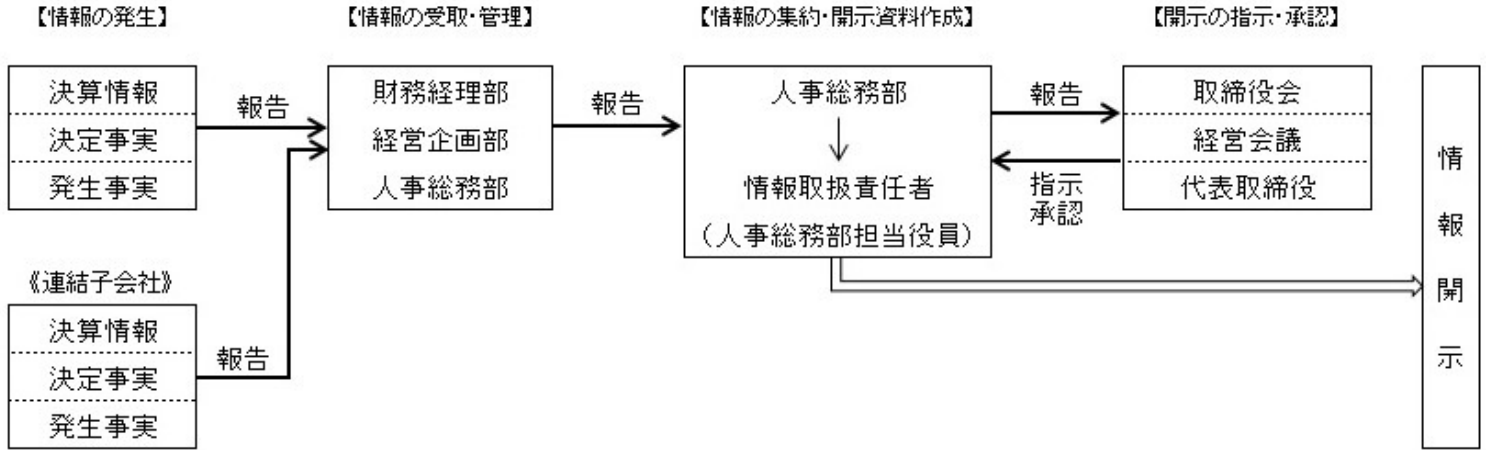 【情報の発生】
【情報の受取・管理】
【情報の集約・開示資料作成】
【開示の指示・承認】
決算情報
決定事実
発生事実
報告
財務経理部
経営企画部
人事総務部
報告
人事総務部
情報取扱責任者
（人事総務部担当役員）
報告
指示
承認
取締役会
経営会議
代表取締役
情報開示
《連結子会社》
決算情報
決定事実
発生事実
報告